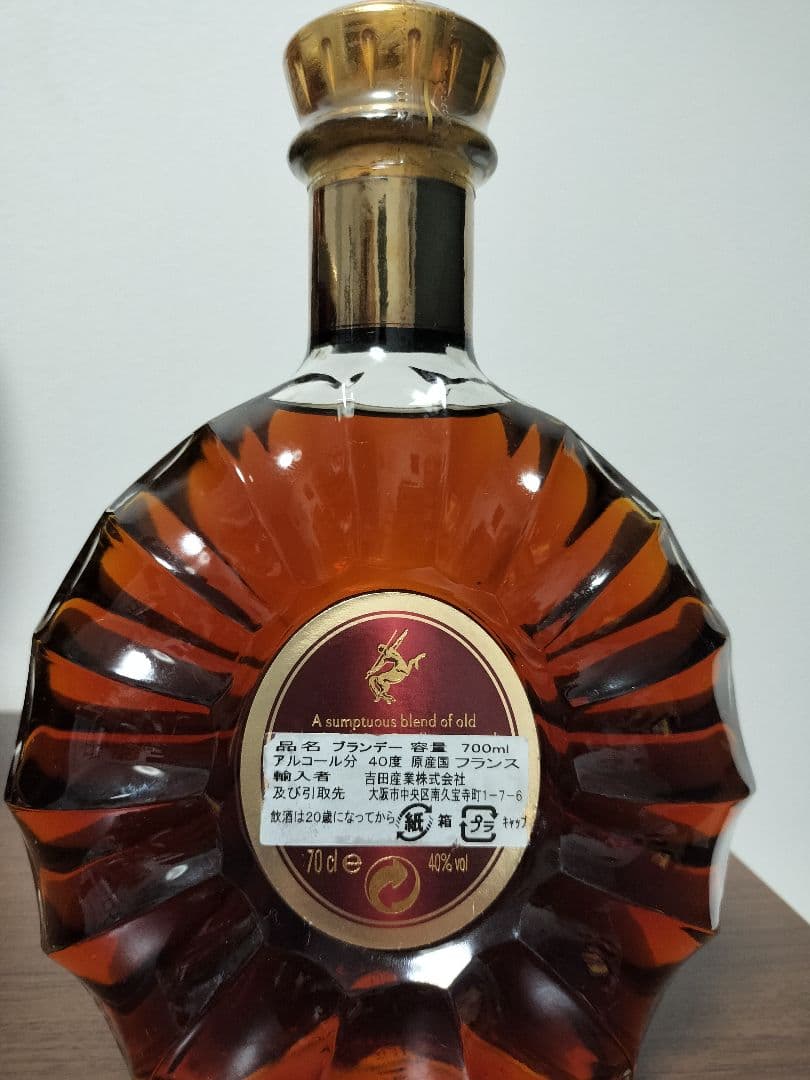 A sumptuous blend of old
品名 ブランデー 容量 700ml
アルコール分 40度 原産国 フランス
輸入者 吉田産業株式会社
及び引取先 大阪市中央区南久宝寺町1-7-6
飲酒は20歳になってから 紙 箱 プラ キャップ
70 cl e 40% vol